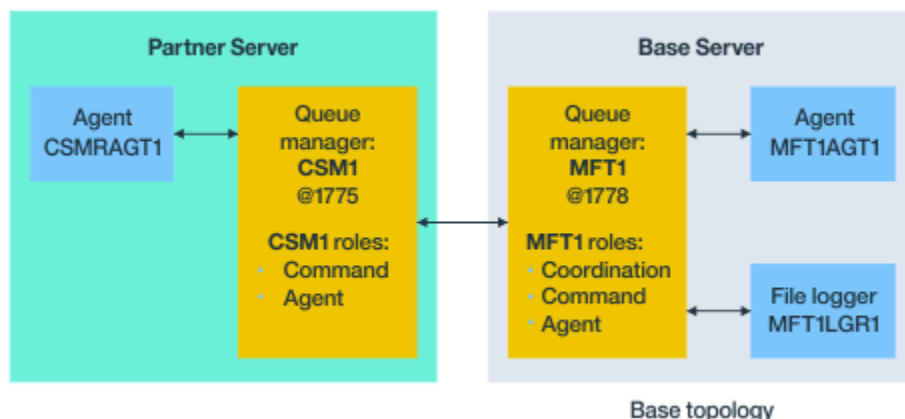 Partner Server
Agent
CSMRAGT1
Queue
manager:
CSM1
@1775
CSM1 roles:
• Command
• Agent
Base Server
Queue
manager:
MFT1
@1778
MFT1 roles:
• Coordination
• Command
• Agent
Agent
MFT1AGT1
File logger
MFT1LGR1
Base topology